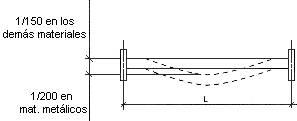 1/150 en los
demás materiales
1/200 en
mat. metálicos
L